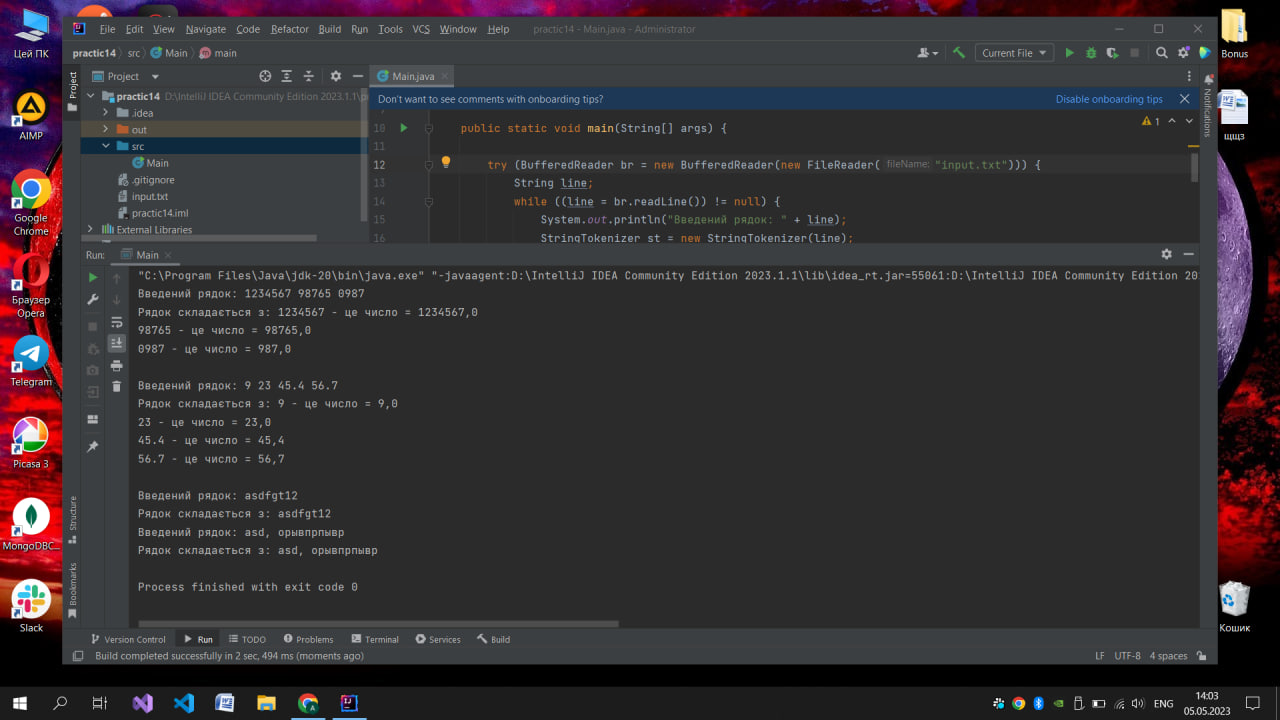 File Edit View Navigate Code Refactor Build Run Tools VCS Window Help practic14 - Main.java - Administrator
practic14 src Main main Current File
Project Main.java
practic14 D:\IntelliJ IDEA Community Edition 2023.1.1\
.idea
out
src
Main
.gitignore
input.txt
practic14.iml
External Libraries
Don't want to see comments with onboarding tips? Disable onboarding tips
1
10 public static void main(String[] args) {
11
12 try (BufferedReader br = new BufferedReader(new FileReader( fileName: "input.txt"))) {
13 String line;
14 while ((line = br.readLine()) != null) {
15 System.out.println("Введений рядок: " + line);
16 StringTokenizer st = new StringTokenizer(line);
Run: Main
"C:\Program Files\Java\jdk-20\bin\java.exe" "-javaagent:D:\IntelliJ IDEA Community Edition 2023.1.1\lib\idea_rt.jar=55061:D:\IntelliJ IDEA Community Edition 20
Введений рядок: 1234567 98765 0987
Рядок складається з: 1234567 - це число = 1234567,0
98765 - це число = 98765,0
0987 - це число = 987,0
Введений рядок: 9 23 45.4 56.7
Рядок складається з: 9 - це число = 9,0
23 - це число = 23,0
45.4 - це число = 45,4
56.7 - це число = 56,7
Введений рядок: asdfgt12
Рядок складається з: asdfgt12
Введений рядок: asd, орывпрпывр
Рядок складається з: asd, орывпрпывр
Process finished with exit code 0
Version Control Run TODO Problems Terminal Services Build
Build completed successfully in 2 sec, 494 ms (moments ago) LF UTF-8 4 spaces
Project
Structure
Bookmarks
Notifications
Цей ПК
AIMP
Google
Chrome
Браузер
Opera
Telegram
Picasa 3
MongoDBC...
Slack
Bonus
щщз
Кошик
ENG
14:03
05.05.2023